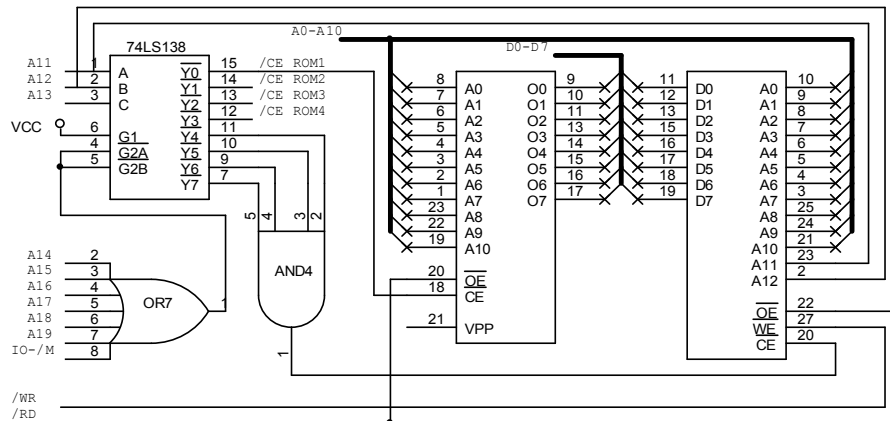 A0-A10
D0-D7
74LS138
A11 1 A Y0 15 /CE ROM1
A12 2 B Y1 14 /CE ROM2
A13 3 C Y2 13 /CE ROM3
Y3 12 /CE ROM4
VCC 6 G1 Y4 11
4 G2A Y5 10
5 G2B Y6 9
Y7 7
5 4 3 2
AND4
1
A14 2
A15 3
A16 4
A17 5
A18 6
A19 7
IO-/M 8
OR7
1
8 A0 O0 9
7 A1 O1 10
6 A2 O2 11
5 A3 O3 13
4 A4 O4 14
3 A5 O5 15
2 A6 O6 16
1 A7 O7 17
23 A8
22 A9
19 A10
20 OE
18 CE
21 VPP
11 D0 A0 10
12 D1 A1 9
13 D2 A2 8
15 D3 A3 7
16 D4 A4 6
17 D5 A5 5
18 D6 A6 4
19 D7 A7 3
A8 25
A9 24
A10 21
A11 23
A12 2
OE 22
WE 27
CE 20
/WR
/RD